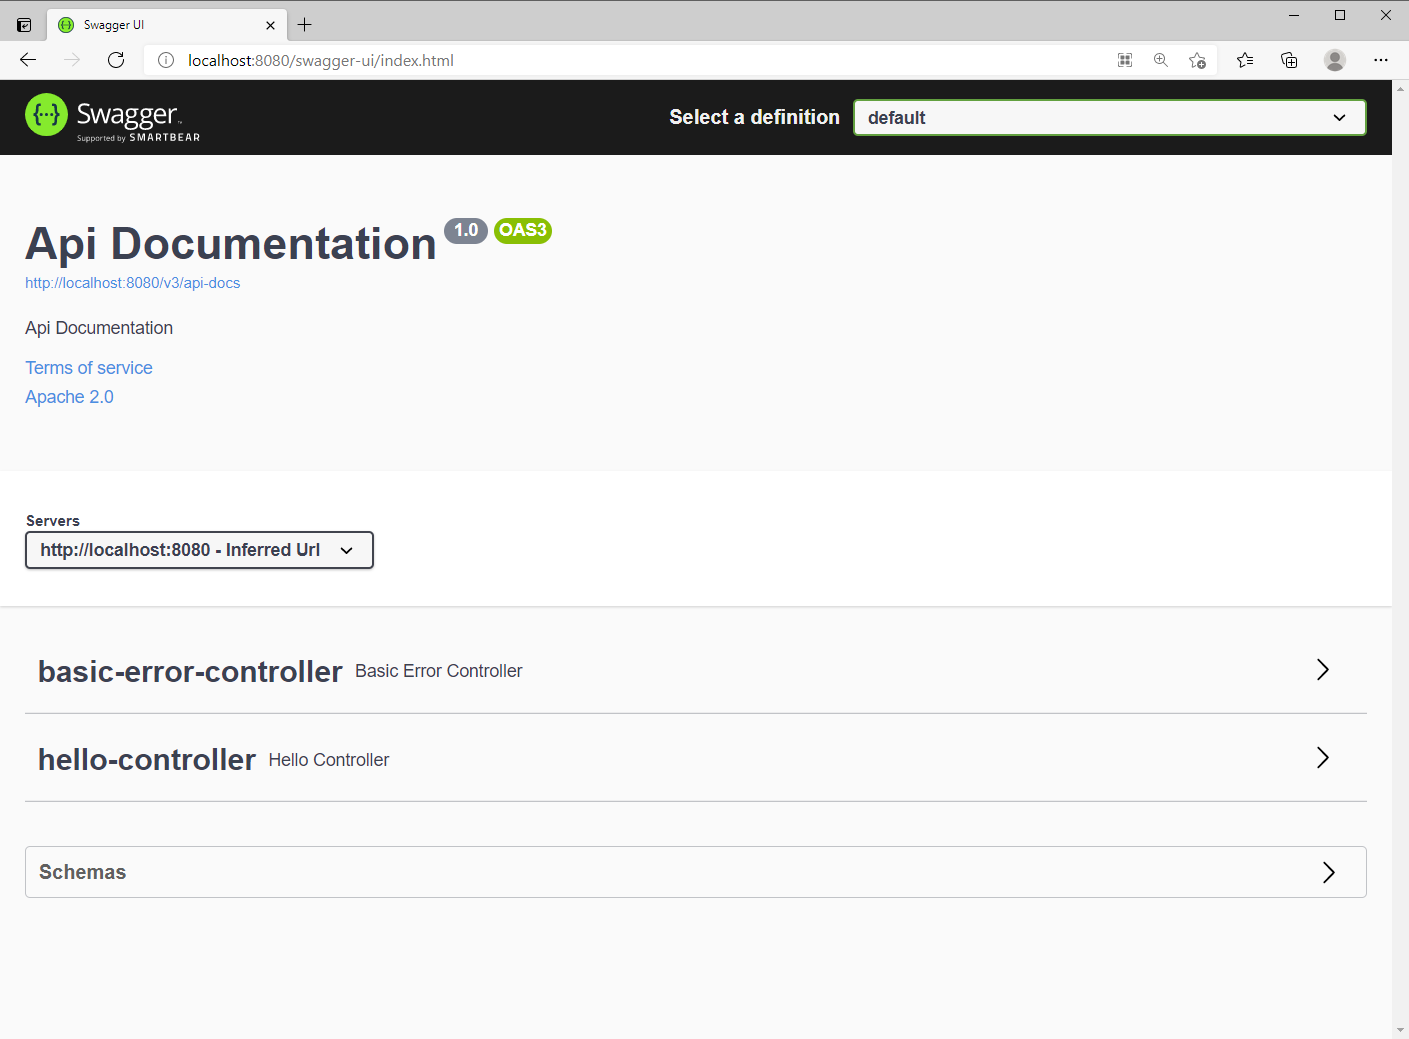 Swagger UI
localhost:8080/swagger-ui/index.html
{···} Swagger™
Supported by SMARTBEAR
Select a definition
default
Api Documentation 1.0 OAS3
http://localhost:8080/v3/api-docs
Api Documentation
Terms of service
Apache 2.0
Servers
http://localhost:8080 - Inferred Url
basic-error-controller Basic Error Controller
hello-controller Hello Controller
Schemas